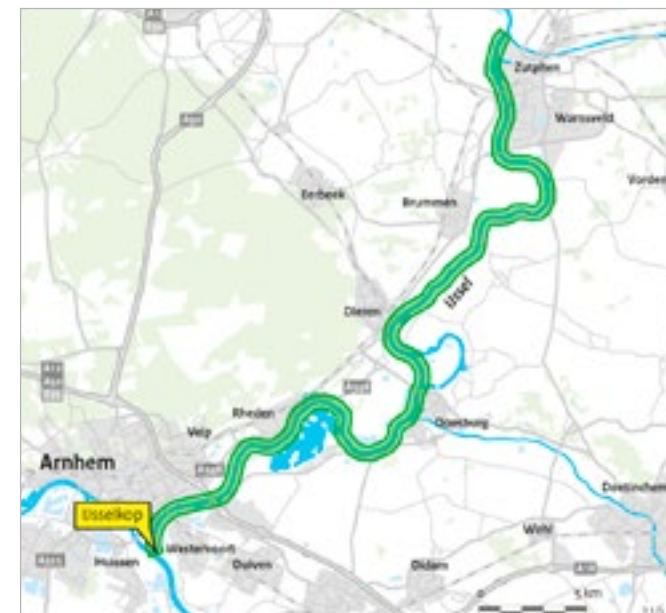 Zutphen
Warnsveld
Vorden
Eerbeek
Brummen
IJssel
Dieren
Rheden
Doesburg
Velp
Arnhem
Doetinchem
IJsselkop
Westervoort
Huissen
Duiven
Didam
Wehl
0
5 km